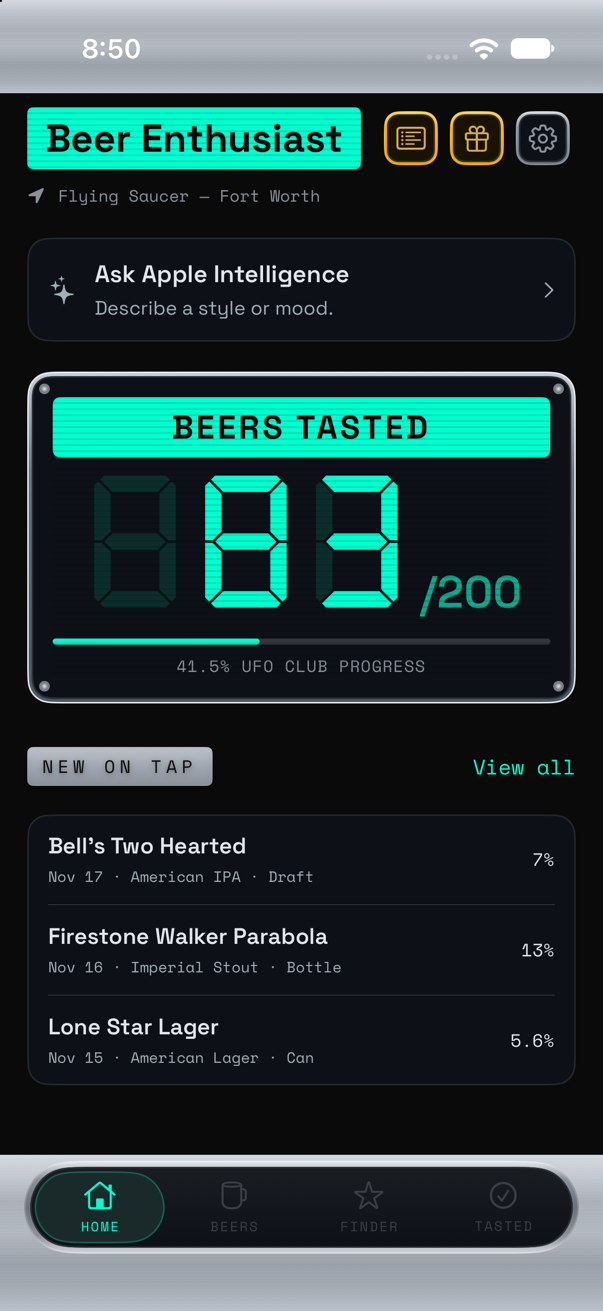 8:50
Beer Enthusiast
Flying Saucer — Fort Worth
Ask Apple Intelligence
Describe a style or mood.
BEERS TASTED
83
/200
41.5% UFO CLUB PROGRESS
NEW ON TAP
View all
Bell's Two Hearted
7%
Nov 17 · American IPA · Draft
Firestone Walker Parabola
13%
Nov 16 · Imperial Stout · Bottle
Lone Star Lager
5.6%
Nov 15 · American Lager · Can
HOME
BEERS
FINDER
TASTED